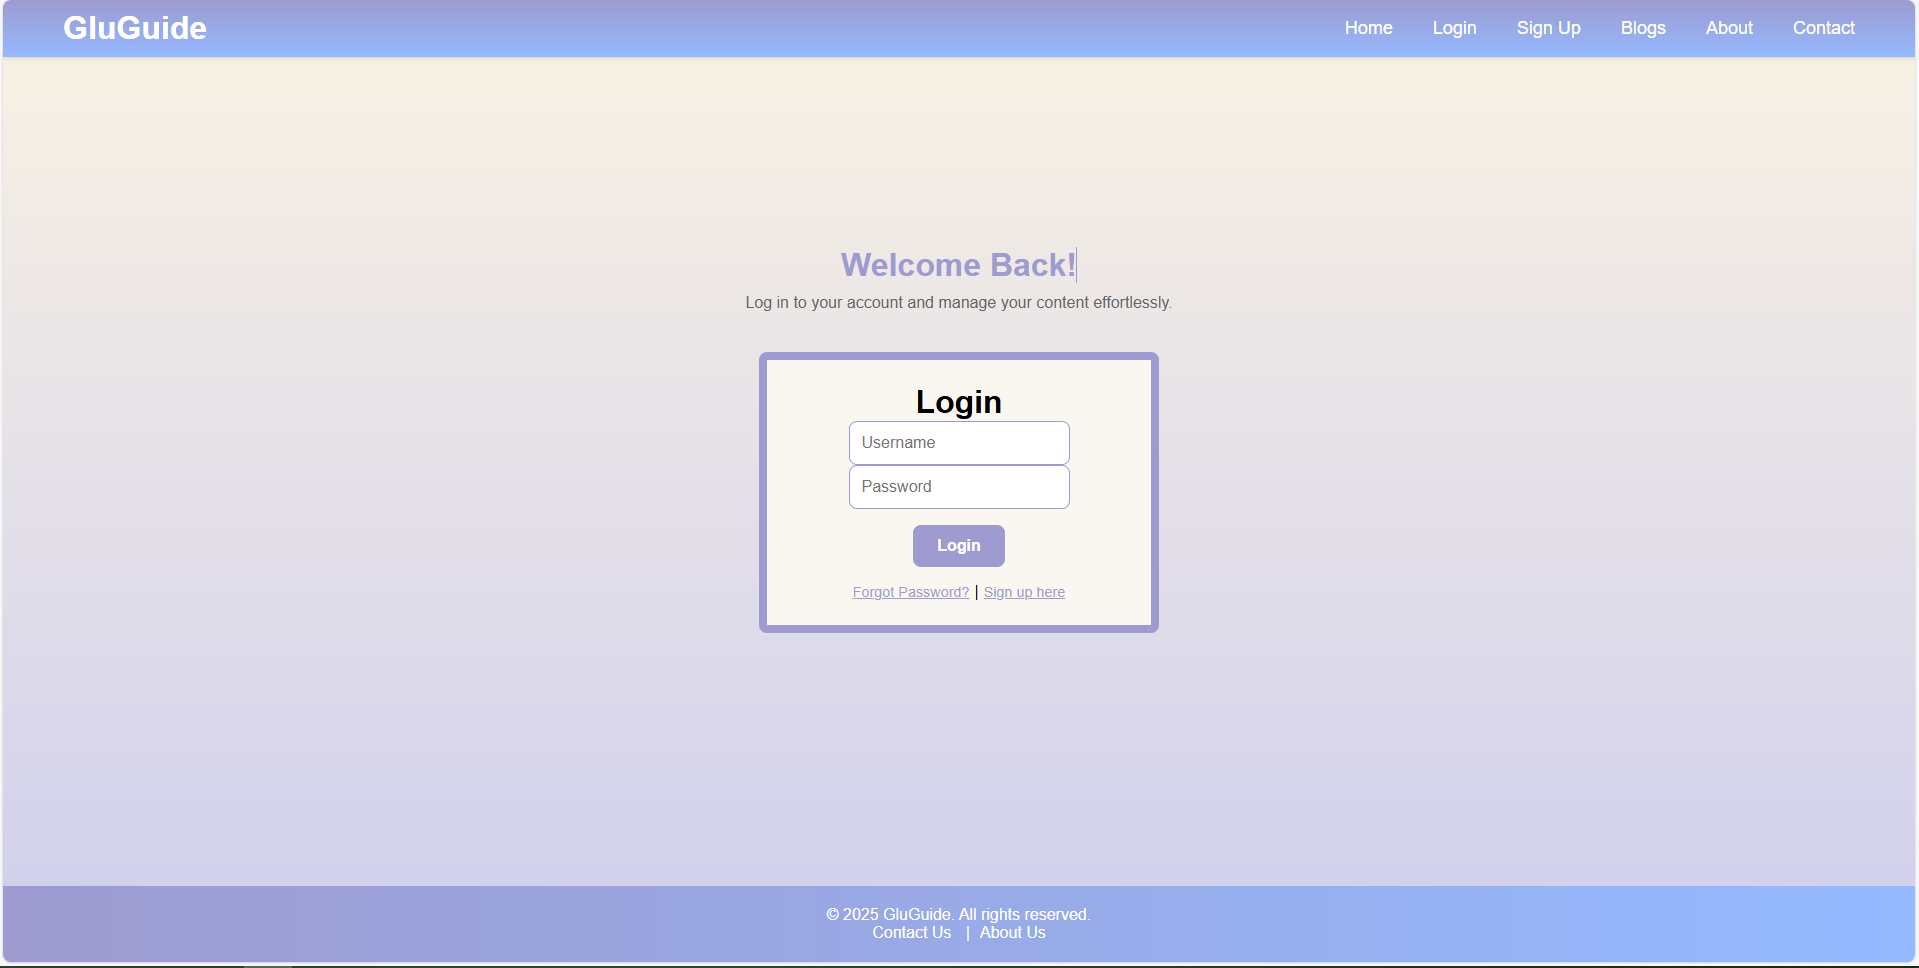 GluGuide
Home Login Sign Up Blogs About Contact
Welcome Back!
Log in to your account and manage your content effortlessly.
Login
Username
Password
Login
Forgot Password? | Sign up here
© 2025 GluGuide. All rights reserved.
Contact Us | About Us